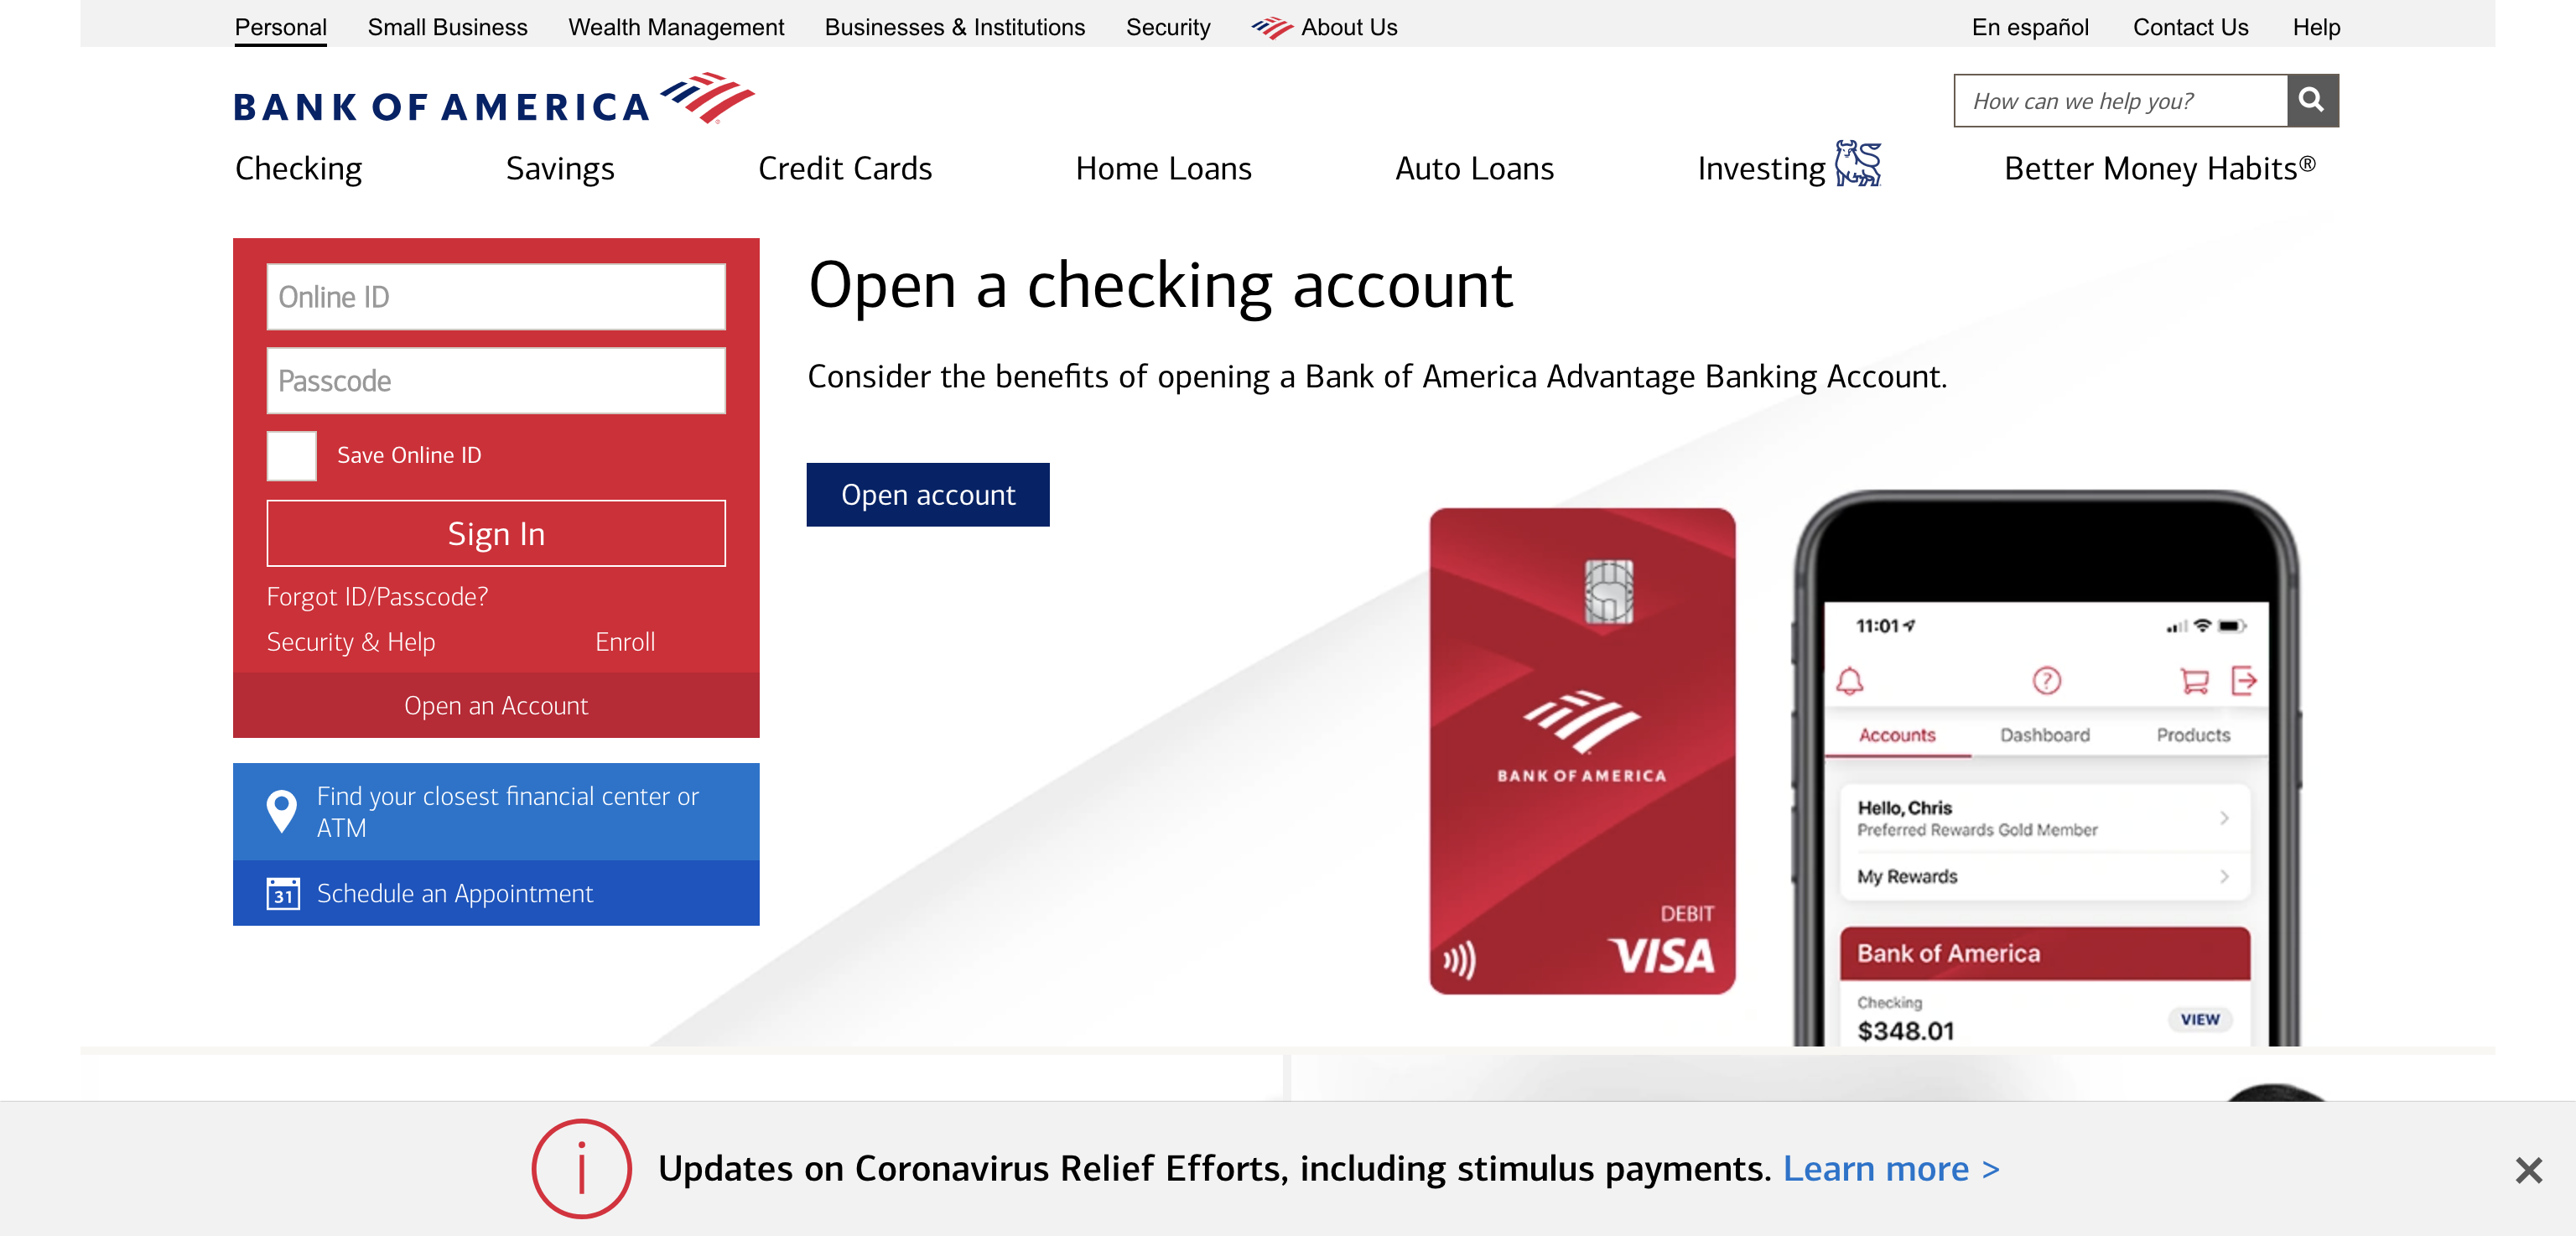 Personal Small Business Wealth Management Businesses & Institutions Security About Us En español Contact Us Help
BANK OF AMERICA
How can we help you?
Checking Savings Credit Cards Home Loans Auto Loans Investing Better Money Habits®
Online ID
Passcode
Save Online ID
Sign In
Forgot ID/Passcode?
Security & Help Enroll
Open an Account
Find your closest financial center or
ATM
31 Schedule an Appointment
Open a checking account
Consider the benefits of opening a Bank of America Advantage Banking Account.
Open account
BANK OF AMERICA
DEBIT
VISA
11:01
?
Accounts Dashboard Products
Hello, Chris
Preferred Rewards Gold Member
My Rewards
Bank of America
Checking
$348.01 VIEW
i Updates on Coronavirus Relief Efforts, including stimulus payments. Learn more >